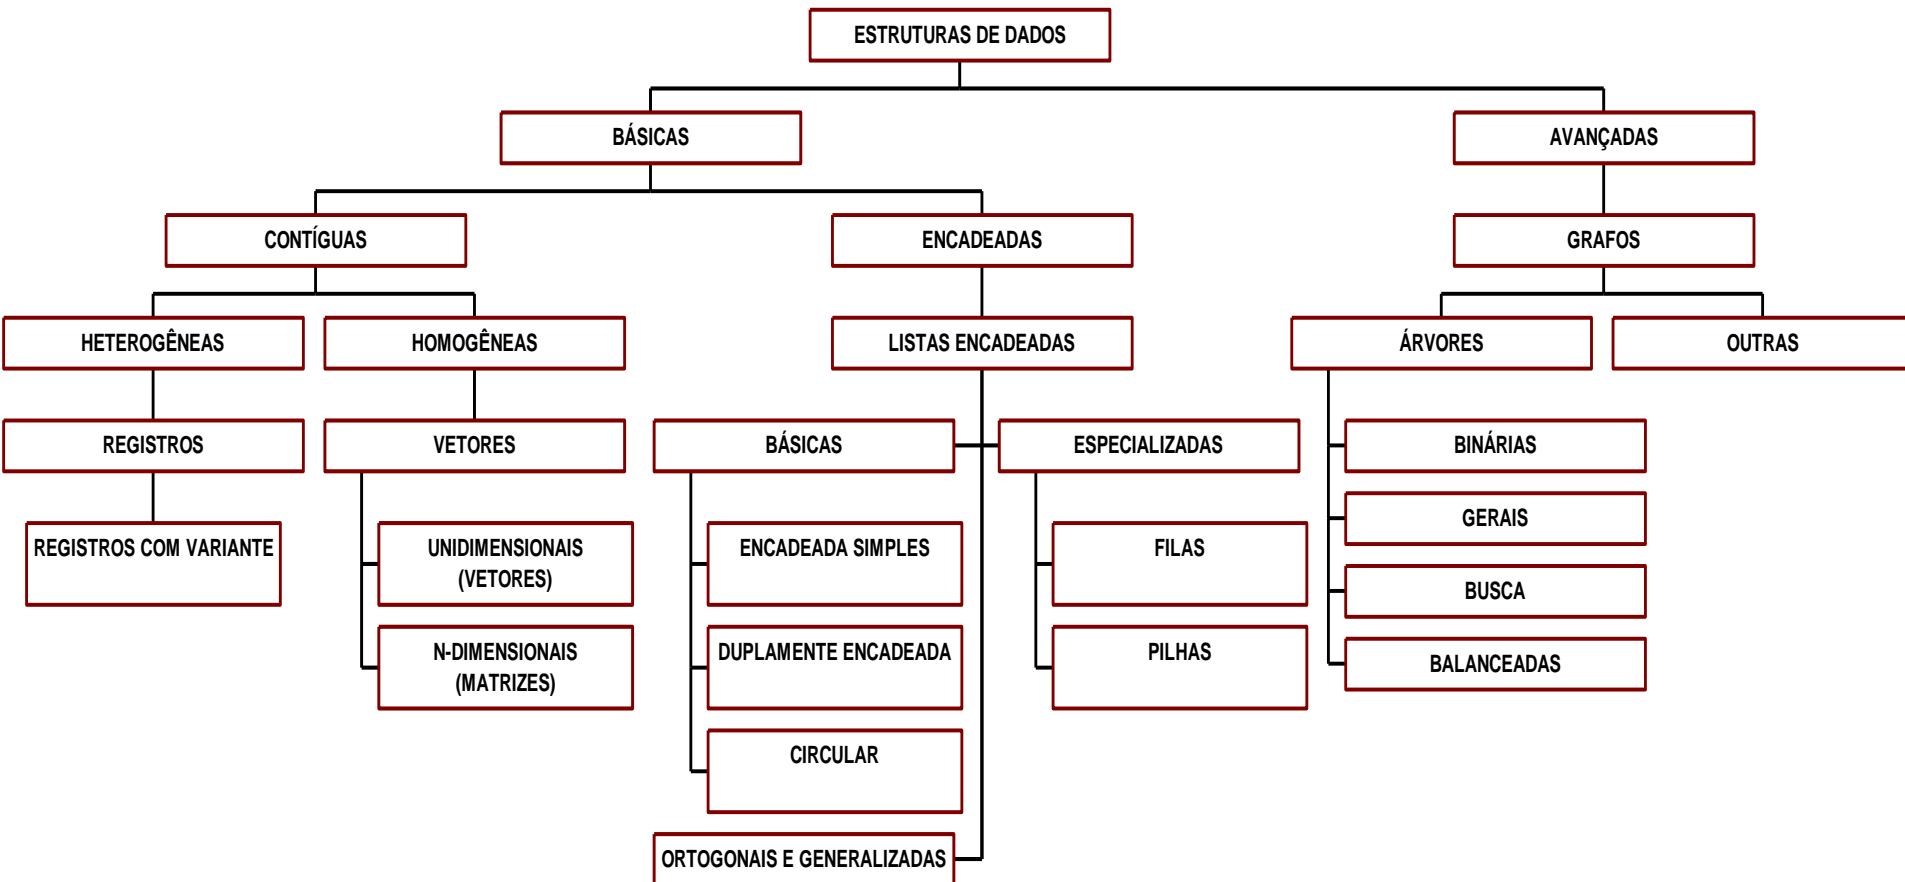 ESTRUTURAS DE DADOS
BÁSICAS
AVANÇADAS
CONTÍGUAS
ENCADEADAS
GRAFOS
HETEROGÊNEAS
HOMOGÊNEAS
LISTAS ENCADEADAS
ÁRVORES
OUTRAS
REGISTROS
VETORES
BÁSICAS
ESPECIALIZADAS
BINÁRIAS
GERAIS
REGISTROS COM VARIANTE
UNIDIMENSIONAIS
(VETORES)
ENCADEADA SIMPLES
FILAS
BUSCA
N-DIMENSIONAIS
(MATRIZES)
DUPLAMENTE ENCADEADA
PILHAS
BALANCEADAS
CIRCULAR
ORTOGONAIS E GENERALIZADAS